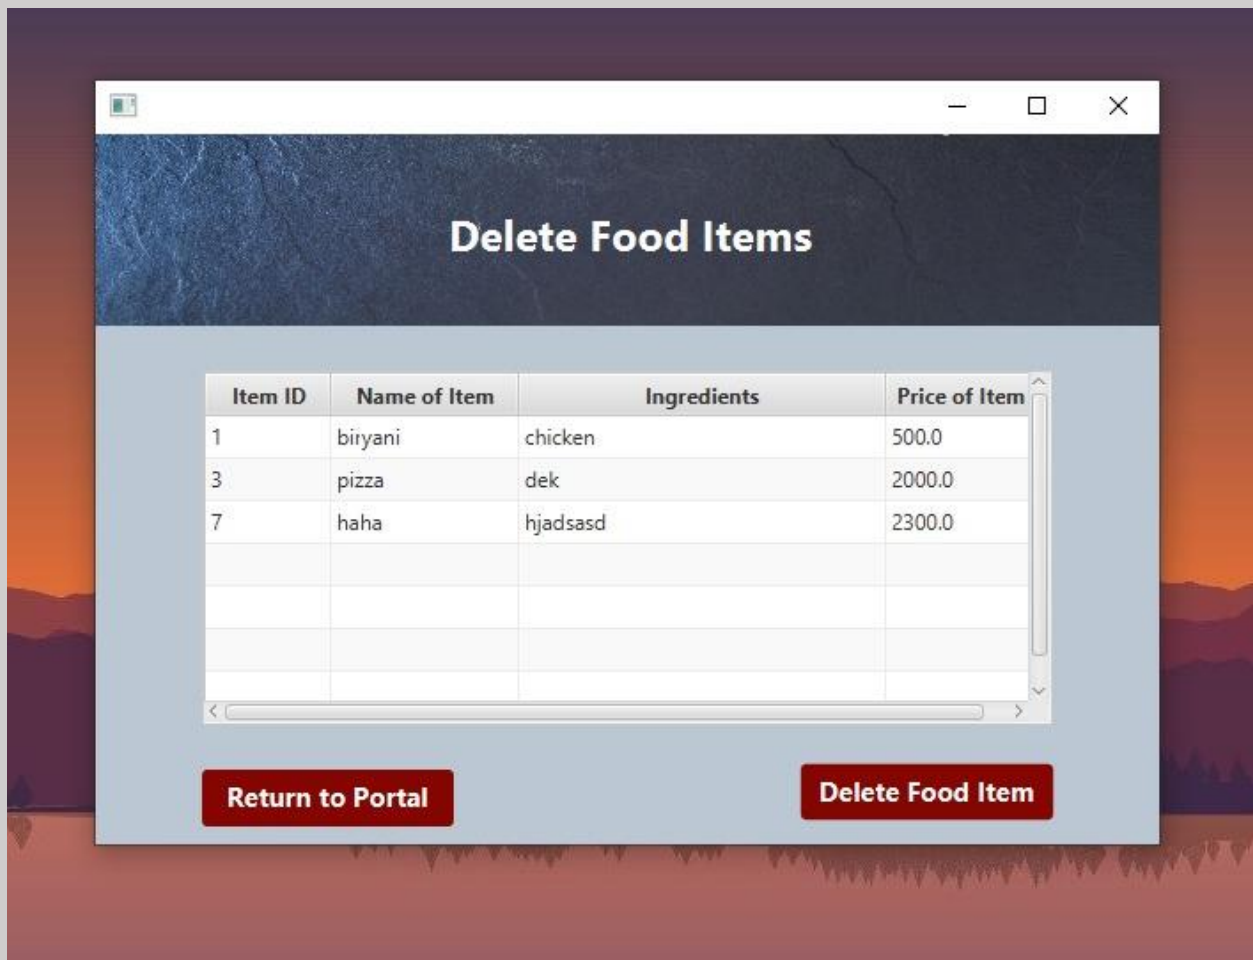 Delete Food Items
Item ID Name of Item Ingredients Price of Item
1 biryani chicken 500.0
3 pizza dek 2000.0
7 haha hjadsasd 2300.0
Return to Portal Delete Food Item